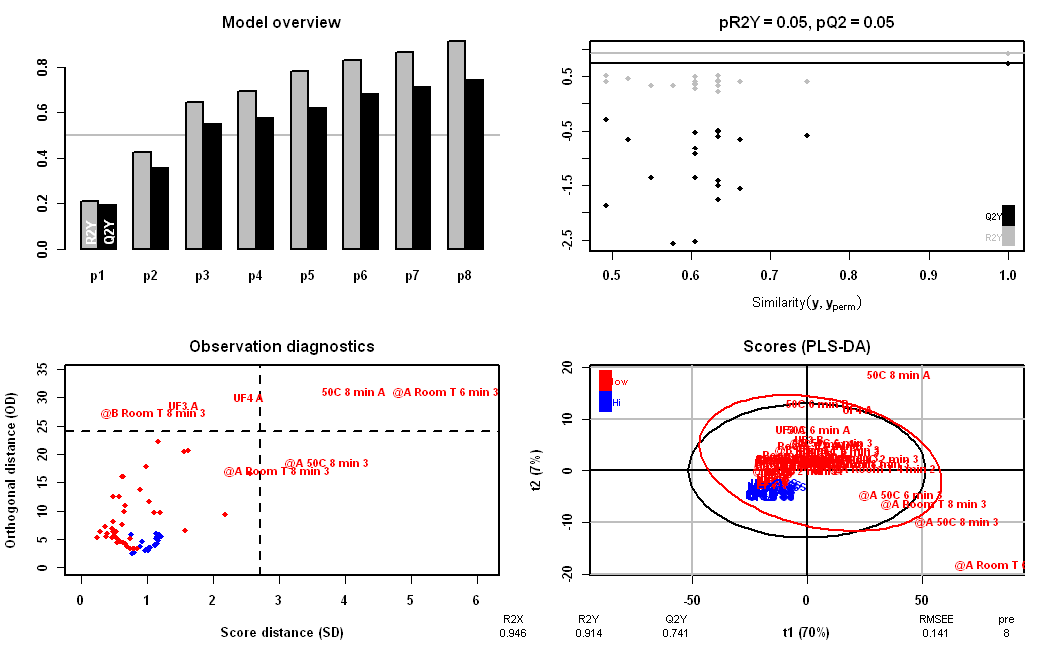 Model overview
0.0 0.2 0.4 0.6 0.8
R2Y Q2Y
p1 p2 p3 p4 p5 p6 p7 p8
pR2Y = 0.05, pQ2 = 0.05
0.5 -0.5 -1.5 -2.5
Q2Y
R2Y
0.5 0.6 0.7 0.8 0.9 1.0
Similarity(y, yperm)
Observation diagnostics
Orthogonal distance (OD)
0 5 10 15 20 25 30 35
50C 8 min A
@A Room T 6 min 3
UF4 A
UF3 A
@B Room T 8 min 3
@A 50C 8 min 3
@A Room T 8 min 3
0 1 2 3 4 5 6
Score distance (SD)
Scores (PLS-DA)
t2 (7%)
20 10 0 -10 -20
low
Hi
50C 8 min A
UF4 A
@A 50C 6 min 3
@A Room T 8 min 3
@A 50C 8 min 3
@A Room T
-50 0 50
t1 (70%)
R2X R2Y Q2Y RMSEE pre
0.946 0.914 0.741 0.141 8